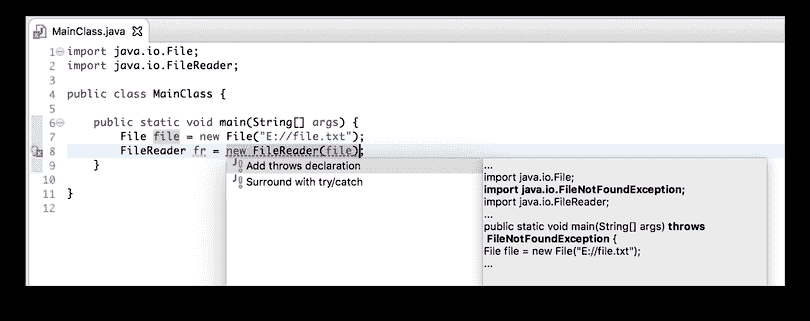 MainClass.java
1 import java.io.File;
2 import java.io.FileReader;
3
4 public class MainClass {
5
6 public static void main(String[] args) {
7 File file = new File("E://file.txt");
8 FileReader fr = new FileReader(file);
9 }
10
11 }
12
Add throws declaration
Surround with try/catch
...
import java.io.File;
import java.io.FileNotFoundException;
import java.io.FileReader;
...
public static void main(String[] args) throws
FileNotFoundException {
File file = new File("E://file.txt");
...